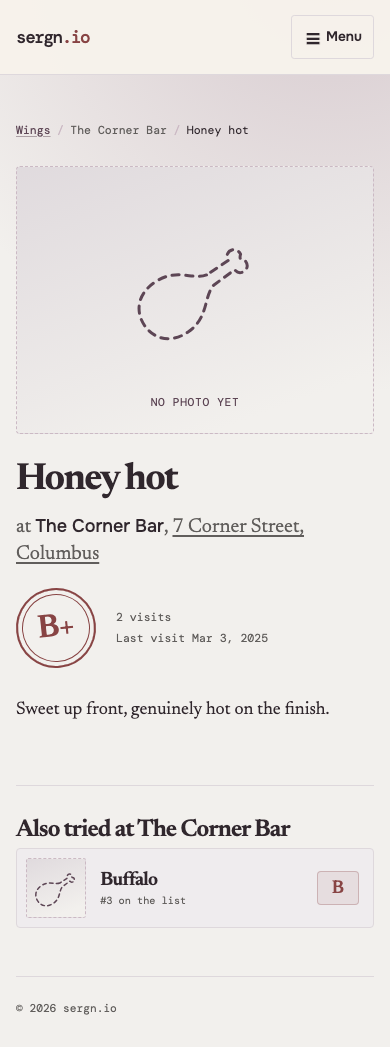 sergn.io
Menu
Wings / The Corner Bar / Honey hot
NO PHOTO YET
Honey hot
at The Corner Bar, 7 Corner Street,
Columbus
B+
2 visits
Last visit Mar 3, 2025
Sweet up front, genuinely hot on the finish.
Also tried at The Corner Bar
Buffalo
#3 on the list
B
© 2026 sergn.io